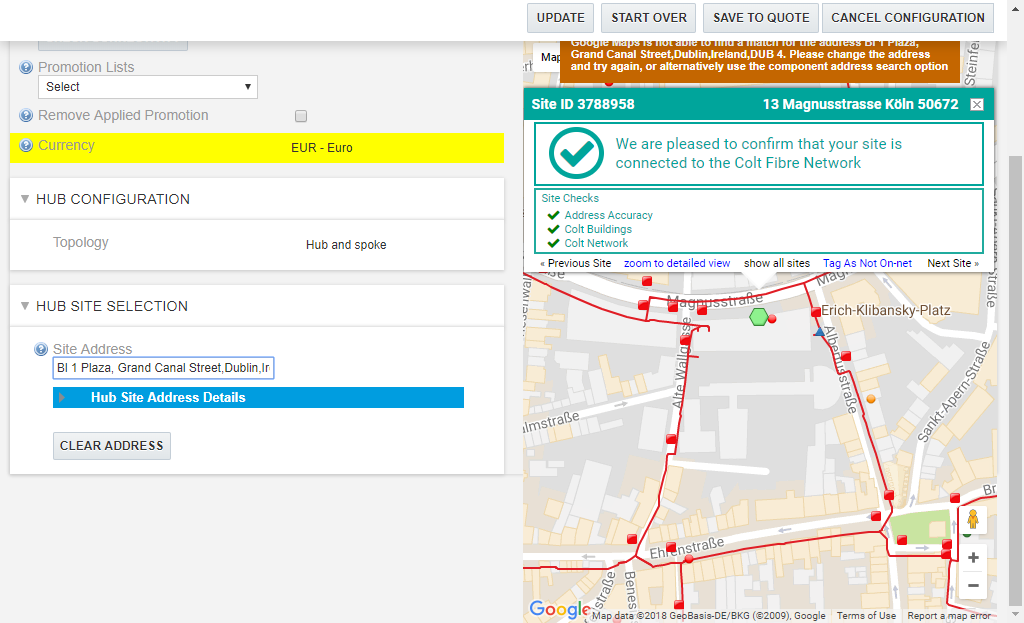 UPDATE
START OVER
SAVE TO QUOTE
CANCEL CONFIGURATION
Promotion Lists
Select
Remove Applied Promotion
Currency
EUR - Euro
HUB CONFIGURATION
Topology
Hub and spoke
HUB SITE SELECTION
Site Address
Bl 1 Plaza, Grand Canal Street,Dublin,Ir
Hub Site Address Details
CLEAR ADDRESS
Map
Google Maps is not able to find a match for the address Bl 1 Plaza,
Grand Canal Street,Dublin,Ireland,DUB 4. Please change the address
and try again, or alternatively use the component address search option
Site ID 3788958
13 Magnusstrasse Köln 50672
We are pleased to confirm that your site is
connected to the Colt Fibre Network
Site Checks
Address Accuracy
Colt Buildings
Colt Network
« Previous Site
zoom to detailed view
show all sites
Tag As Not On-net
Next Site »
Magnusstraße
Erich-Klibansky-Platz
Alte Wallgasse
Albertusstraße
Sankt-Apern-Straße
Ehrenstraße
Google
Map data ©2018 GeoBasis-DE/BKG (©2009), Google
Terms of Use
Report a map error